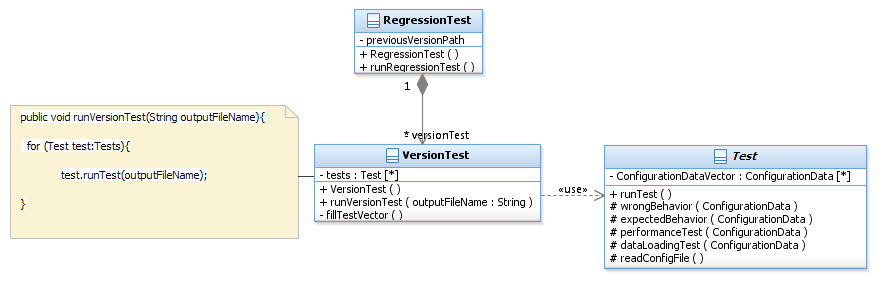 RegressionTest
- previousVersionPath
+ RegressionTest ( )
+ runRegressionTest ( )
1
* versionTest
public void runVersionTest(String outputFileName){
for (Test test:Tests){
test.runTest(outputFileName);
}
VersionTest
- tests : Test [*]
+ VersionTest ( )
+ runVersionTest ( outputFileName : String )
- fillTestVector ( )
«use»
Test
- ConfigurationDataVector : ConfigurationData [*]
+ runTest ( )
# wrongBehavior ( ConfigurationData )
# expectedBehavior ( ConfigurationData )
# performanceTest ( ConfigurationData )
# dataLoadingTest ( ConfigurationData )
# readConfigFile ( )